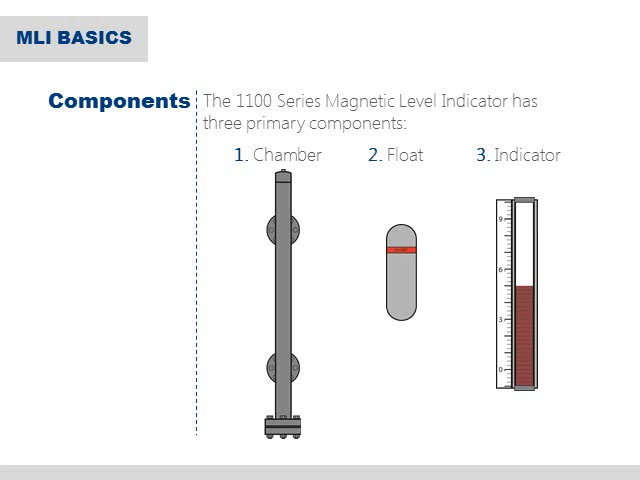 MLI BASICS
Components
The 1100 Series Magnetic Level Indicator has
three primary components:
1. Chamber
2. Float
3. Indicator
9
6
3
0